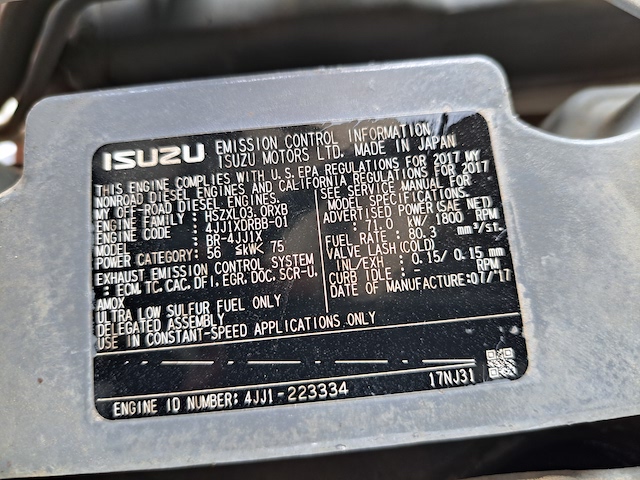 ISUZU
EMISSION CONTROL INFORMATION
ISUZU MOTORS LTD. MADE IN JAPAN
THIS ENGINE COMPLIES WITH U.S.EPA REGULATIONS FOR 2017 MY
NONROAD DIESEL ENGINES AND CALIFORNIA REGULATIONS FOR 2017
MY OFF-ROAD DIESEL ENGINES.
ENGINE FAMILY : HSZXL03.0RXB
ENGINE CODE : 4JJ1XDRBB-01
MODEL : BR-4JJ1X
POWER CATEGORY: 56 ≤kW< 75
EXHAUST EMISSION CONTROL SYSTEM
: ECM, TC, CAC, DFI, EGR, DOC, SCR-U,
AMOX
ULTRA LOW SULFUR FUEL ONLY
DELEGATED ASSEMBLY
USE IN CONSTANT-SPEED APPLICATIONS ONLY
SEE SERVICE MANUAL FOR
MODEL SPECIFICATIONS.
ADVERTISED POWER(SAE NET)
: 71.0 kW/ 1800 RPM
FUEL RATE: 80.3 mm³/st.
VALVE LASH(COLD)
INL/EXH : 0.15/ 0.15 mm
CURB IDLE : - RPM
DATE OF MANUFACTURE:07/'17
17NJ31
ENGINE ID NUMBER: 4JJ1-223334